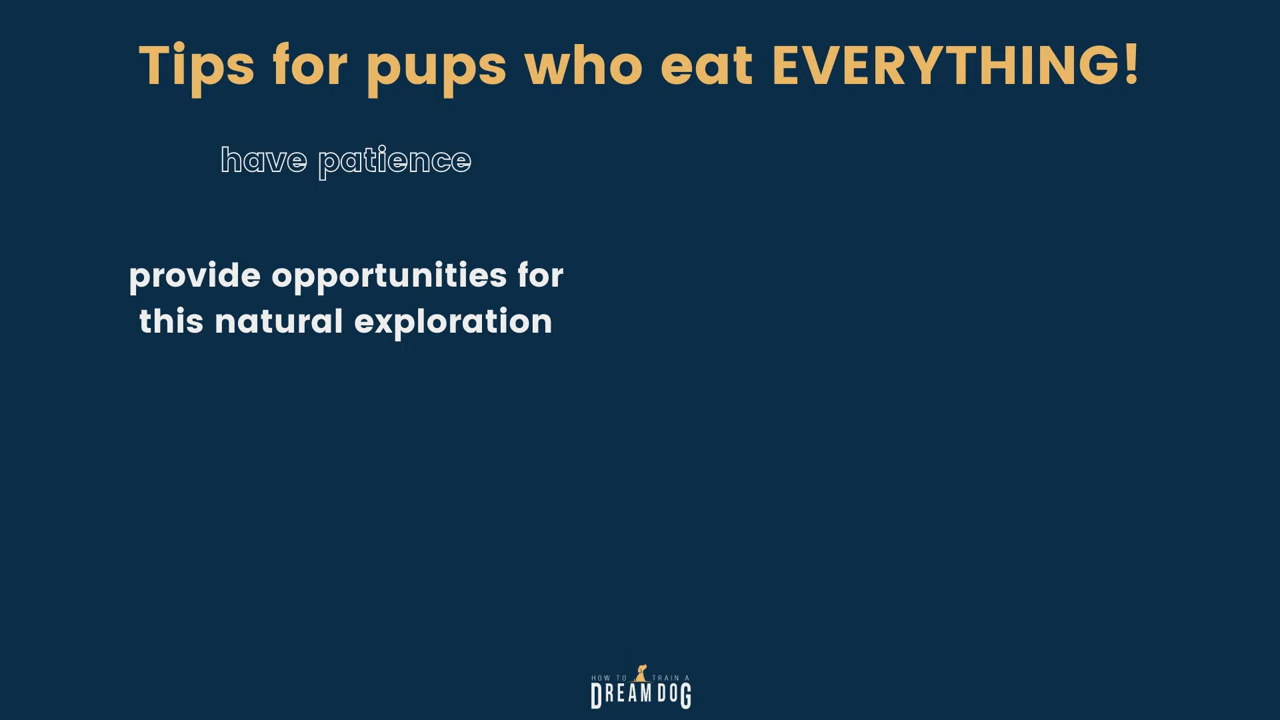 Tips for pups who eat EVERYTHING!
have patience
provide opportunities for
this natural exploration
HOW TO TRAIN A
DREAM DOG